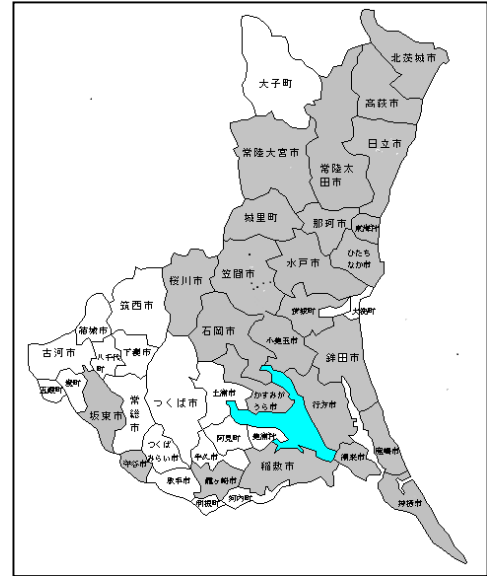 北茨城市
大子町
高萩市
日立市
常陸大宮市
常陸太
田市
城里町
那珂市
東海村
ひたち
なか市
水戸市
笠間市
桜川市
筑西市
茨城町
大洗町
結城市
石岡市
小美玉市
鉾田市
古河市
八千代
町
下妻市
五霞町
境町
坂東市
常総市
つくば市
土浦市
かすみが
うら市
行方市
つくば
みらい市
阿見町
美浦村
牛久市
稲敷市
潮来市
鹿嶋市
守谷市
取手市
龍ヶ崎市
利根町
河内町
神栖市